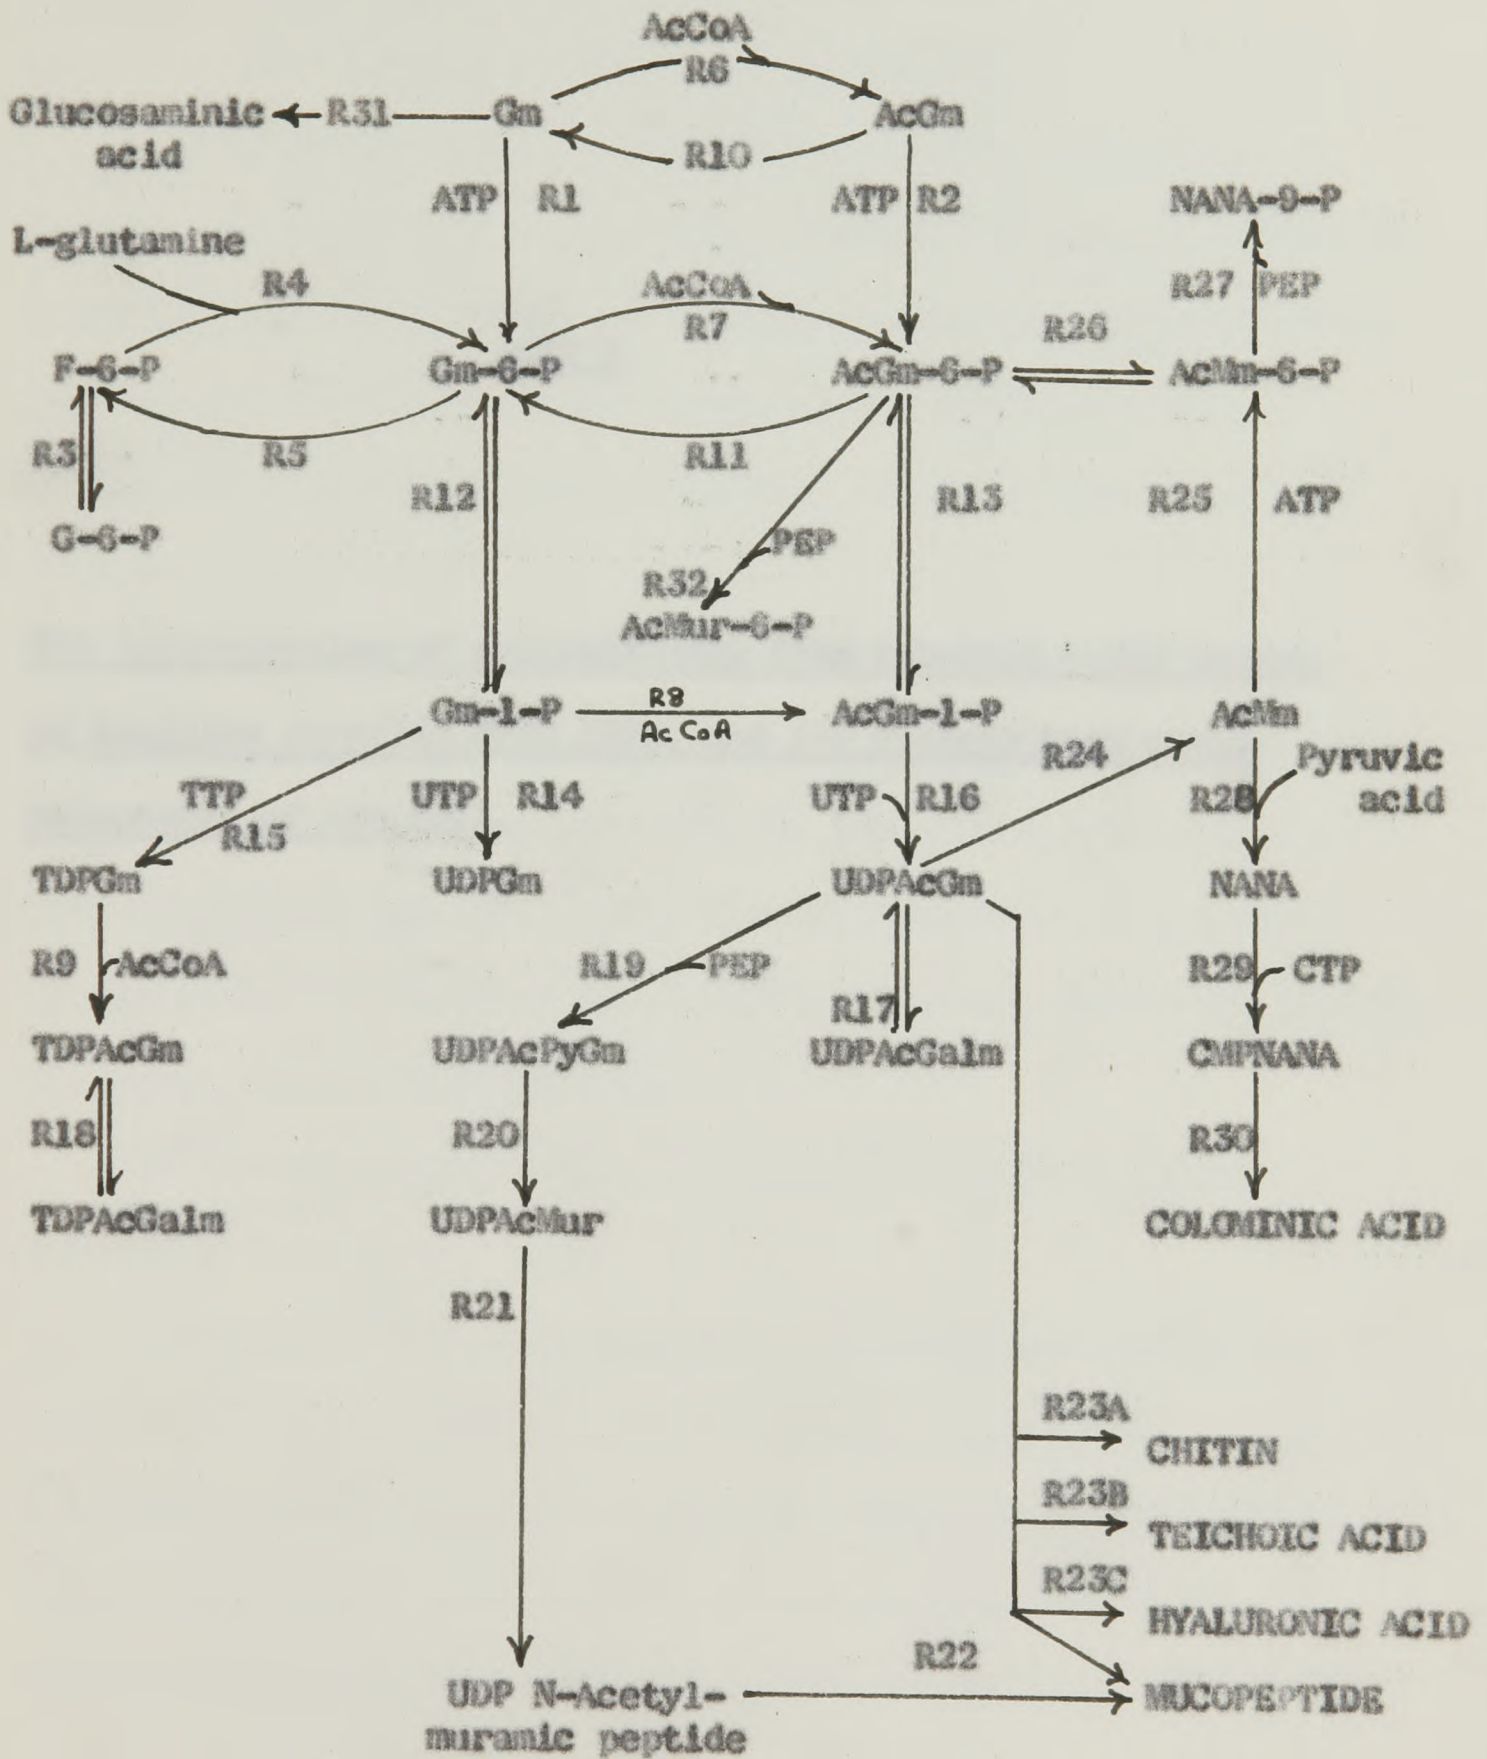 AcCoA
R6
Glucosaminic acid
R31
Gm
AcGm
R10
ATP R1
ATP R2
NANA-9-P
L-glutamine
R4
AcCoA
R7
R27 PEP
R26
F-6-P
Gm-6-P
AcGm-6-P
AcMm-6-P
R3
R5
R11
R12
R13
R25 ATP
G-6-P
PEP
R32
AcMur-6-P
Gm-1-P
R8
AcCoA
AcGm-1-P
AcMm
R24
Pyruvic acid
TTP
R15
UTP R14
UTP R16
R28
TDPGm
UDPGm
UDPAcGm
NANA
R9 AcCoA
R19 PEP
R17
R29 CTP
TDPAcGm
UDPAcPyGm
UDPAcGalm
CMPNANA
R18
R20
R30
TDPAcGalm
UDPAcMur
COLOMINIC ACID
R21
R23A
CHITIN
R23B
TEICHOIC ACID
R23C
HYALURONIC ACID
R22
UDP N-Acetyl-
muramic peptide
MUCOPEPTIDE